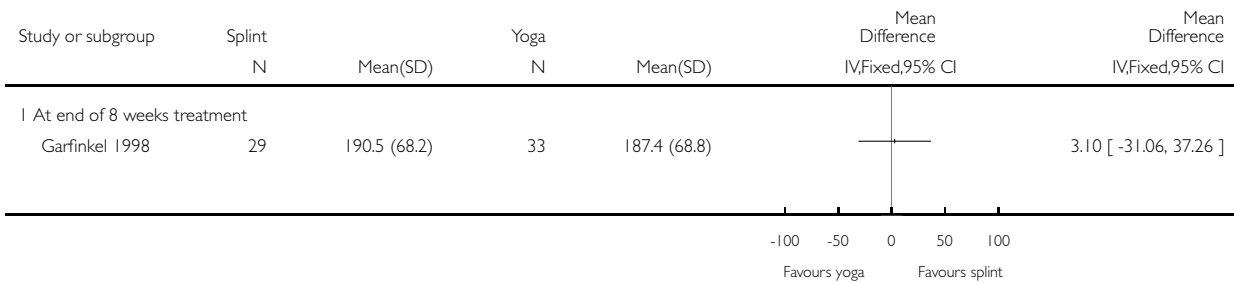 Study or subgroup Splint Yoga Mean Difference Mean Difference
N Mean(SD) N Mean(SD) IV,Fixed,95% CI IV,Fixed,95% CI
1 At end of 8 weeks treatment
Garfinkel 1998 29 190.5 (68.2) 33 187.4 (68.8) 3.10 [ -31.06, 37.26 ]
-100 -50 0 50 100
Favours yoga Favours splint